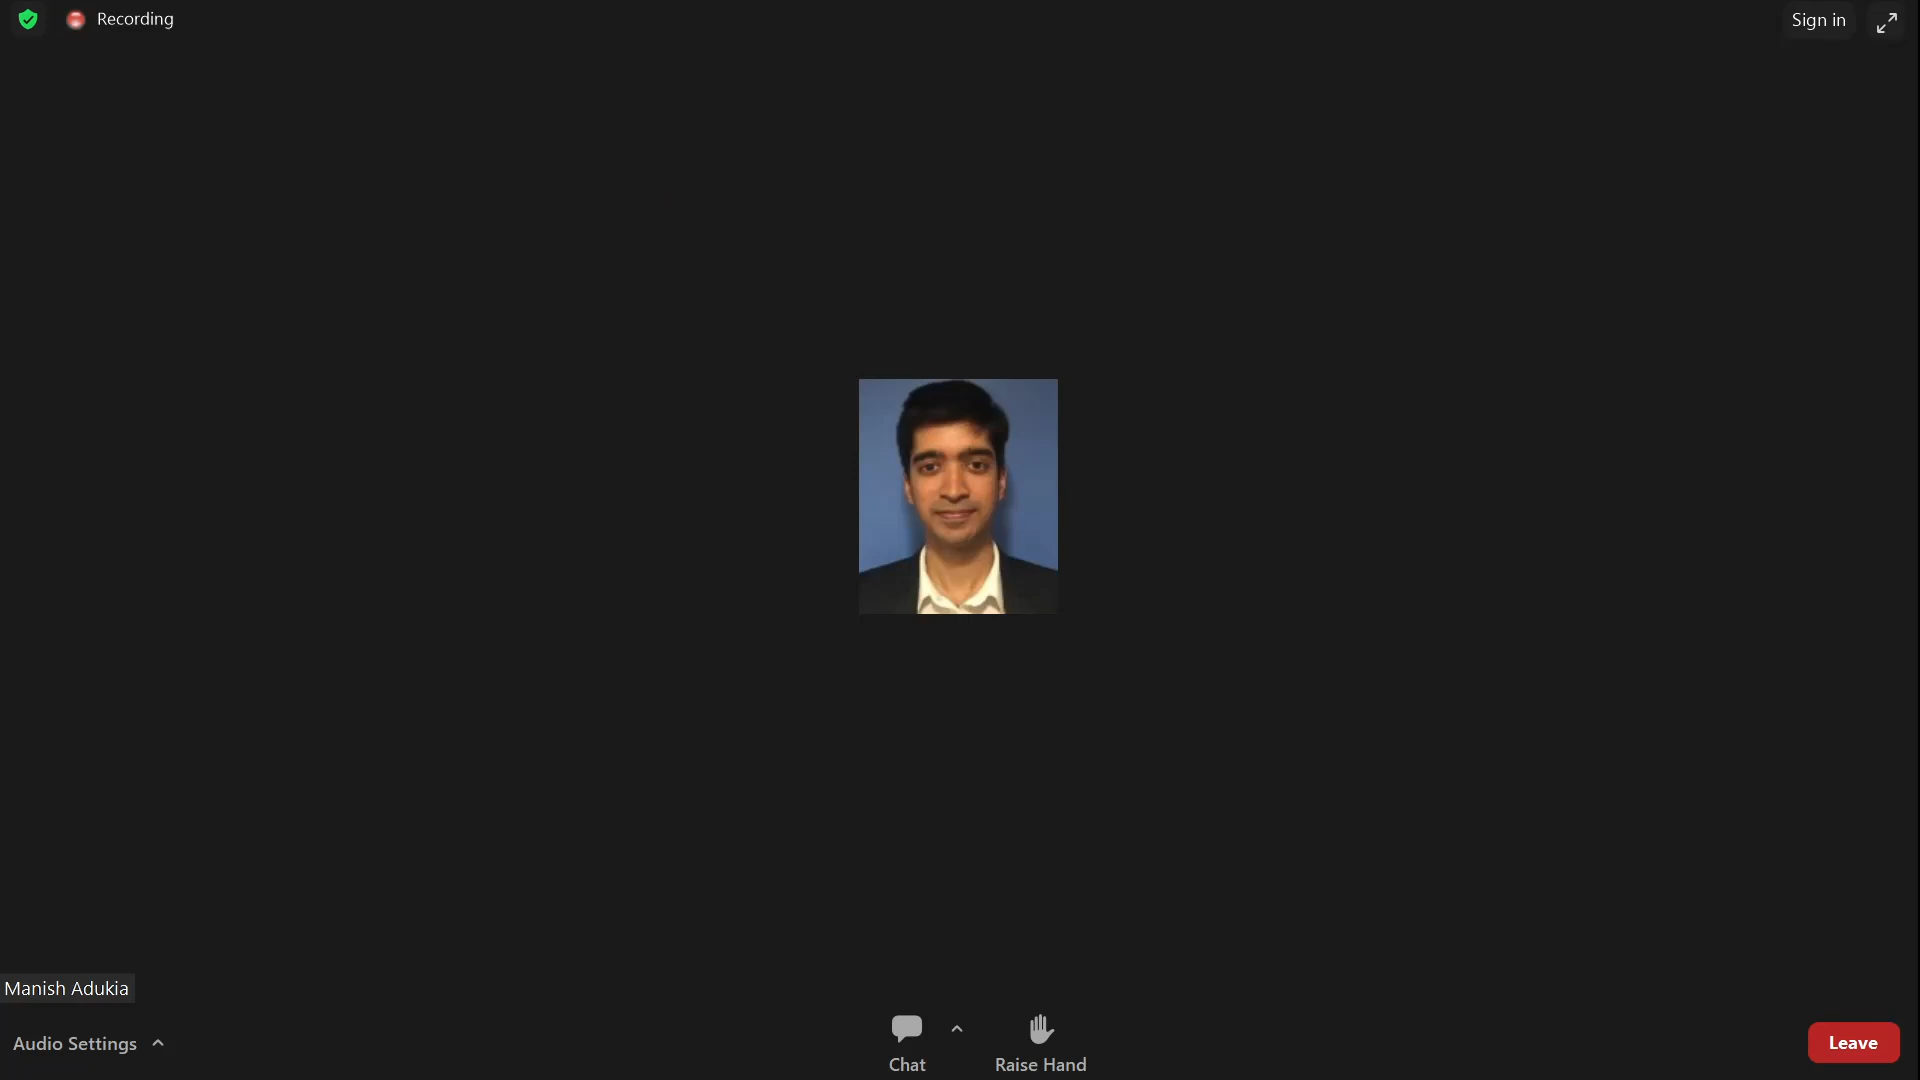 Recording
Sign in
Manish Adukia
Audio Settings
Chat
Raise Hand
Leave